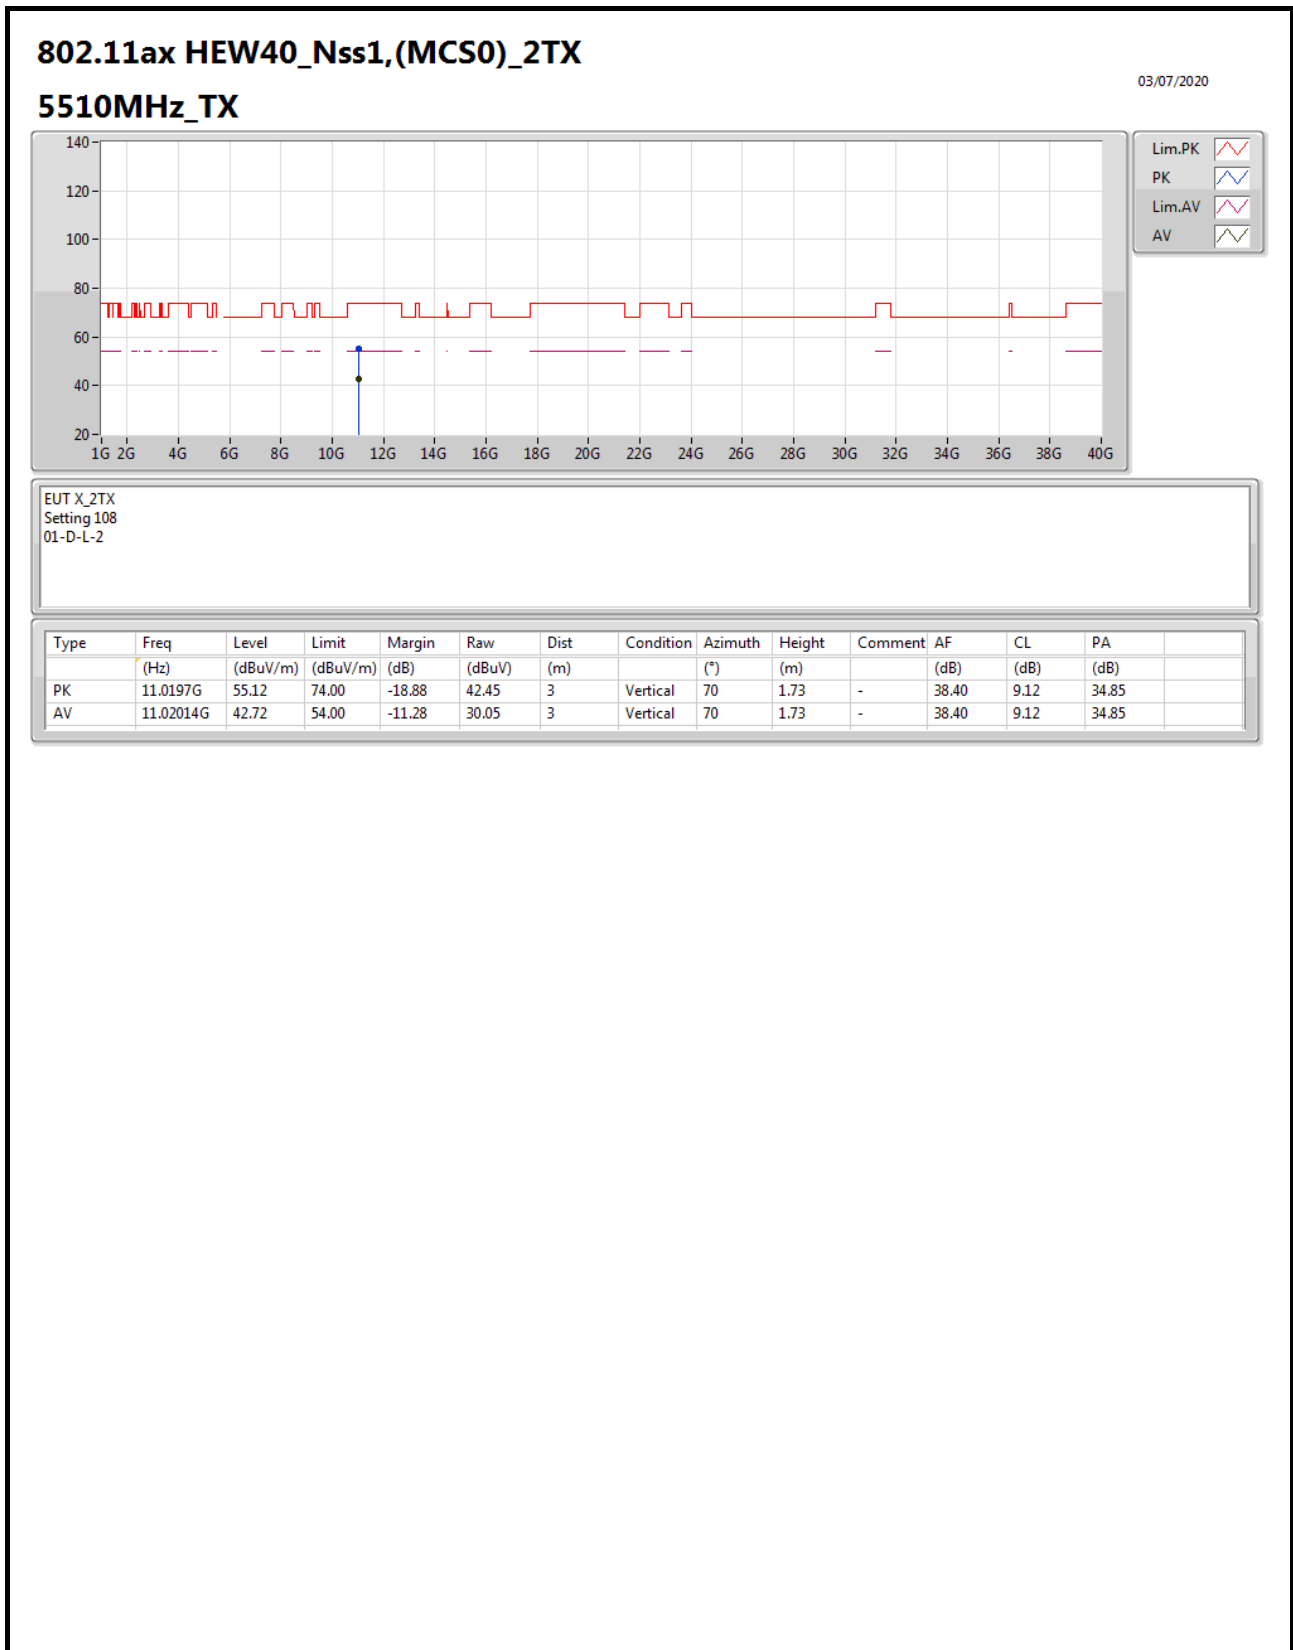 802.11ax HEW40_Nss1,(MCS0)_2TX
03/07/2020
5510MHz_TX
140
120
100
80
60
40
20
1G 2G 4G 6G 8G 10G 12G 14G 16G 18G 20G 22G 24G 26G 28G 30G 32G 34G 36G 38G 40G
Lim.PK
PK
Lim.AV
AV
EUT X_2TX
Setting 108
01-D-L-2
Type Freq Level Limit Margin Raw Dist Condition Azimuth Height Comment AF CL PA
(Hz) (dBuV/m) (dBuV/m) (dB) (dBuV) (m) (°) (m) (dB) (dB) (dB)
PK 11.0197G 55.12 74.00 -18.88 42.45 3 Vertical 70 1.73 - 38.40 9.12 34.85
AV 11.02014G 42.72 54.00 -11.28 30.05 3 Vertical 70 1.73 - 38.40 9.12 34.85